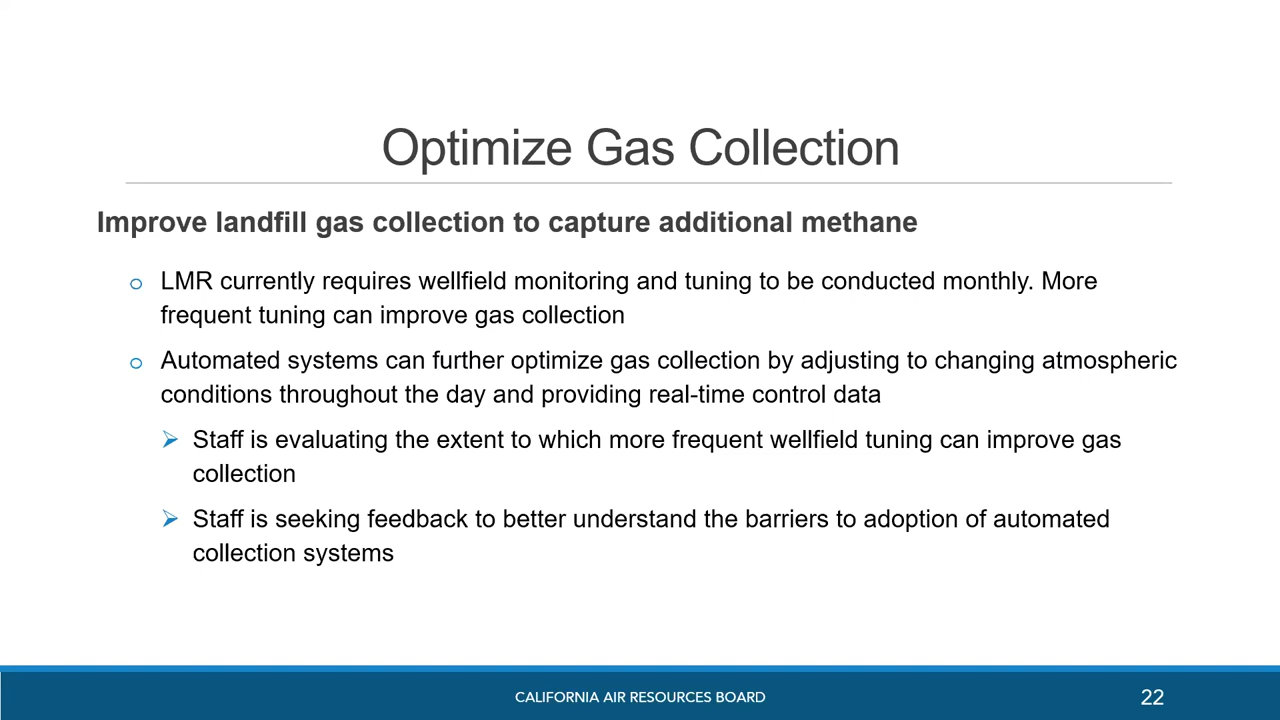 Optimize Gas Collection
Improve landfill gas collection to capture additional methane
o LMR currently requires wellfield monitoring and tuning to be conducted monthly. More
frequent tuning can improve gas collection
o Automated systems can further optimize gas collection by adjusting to changing atmospheric
conditions throughout the day and providing real-time control data
➢ Staff is evaluating the extent to which more frequent wellfield tuning can improve gas
collection
➢ Staff is seeking feedback to better understand the barriers to adoption of automated
collection systems
CALIFORNIA AIR RESOURCES BOARD
22